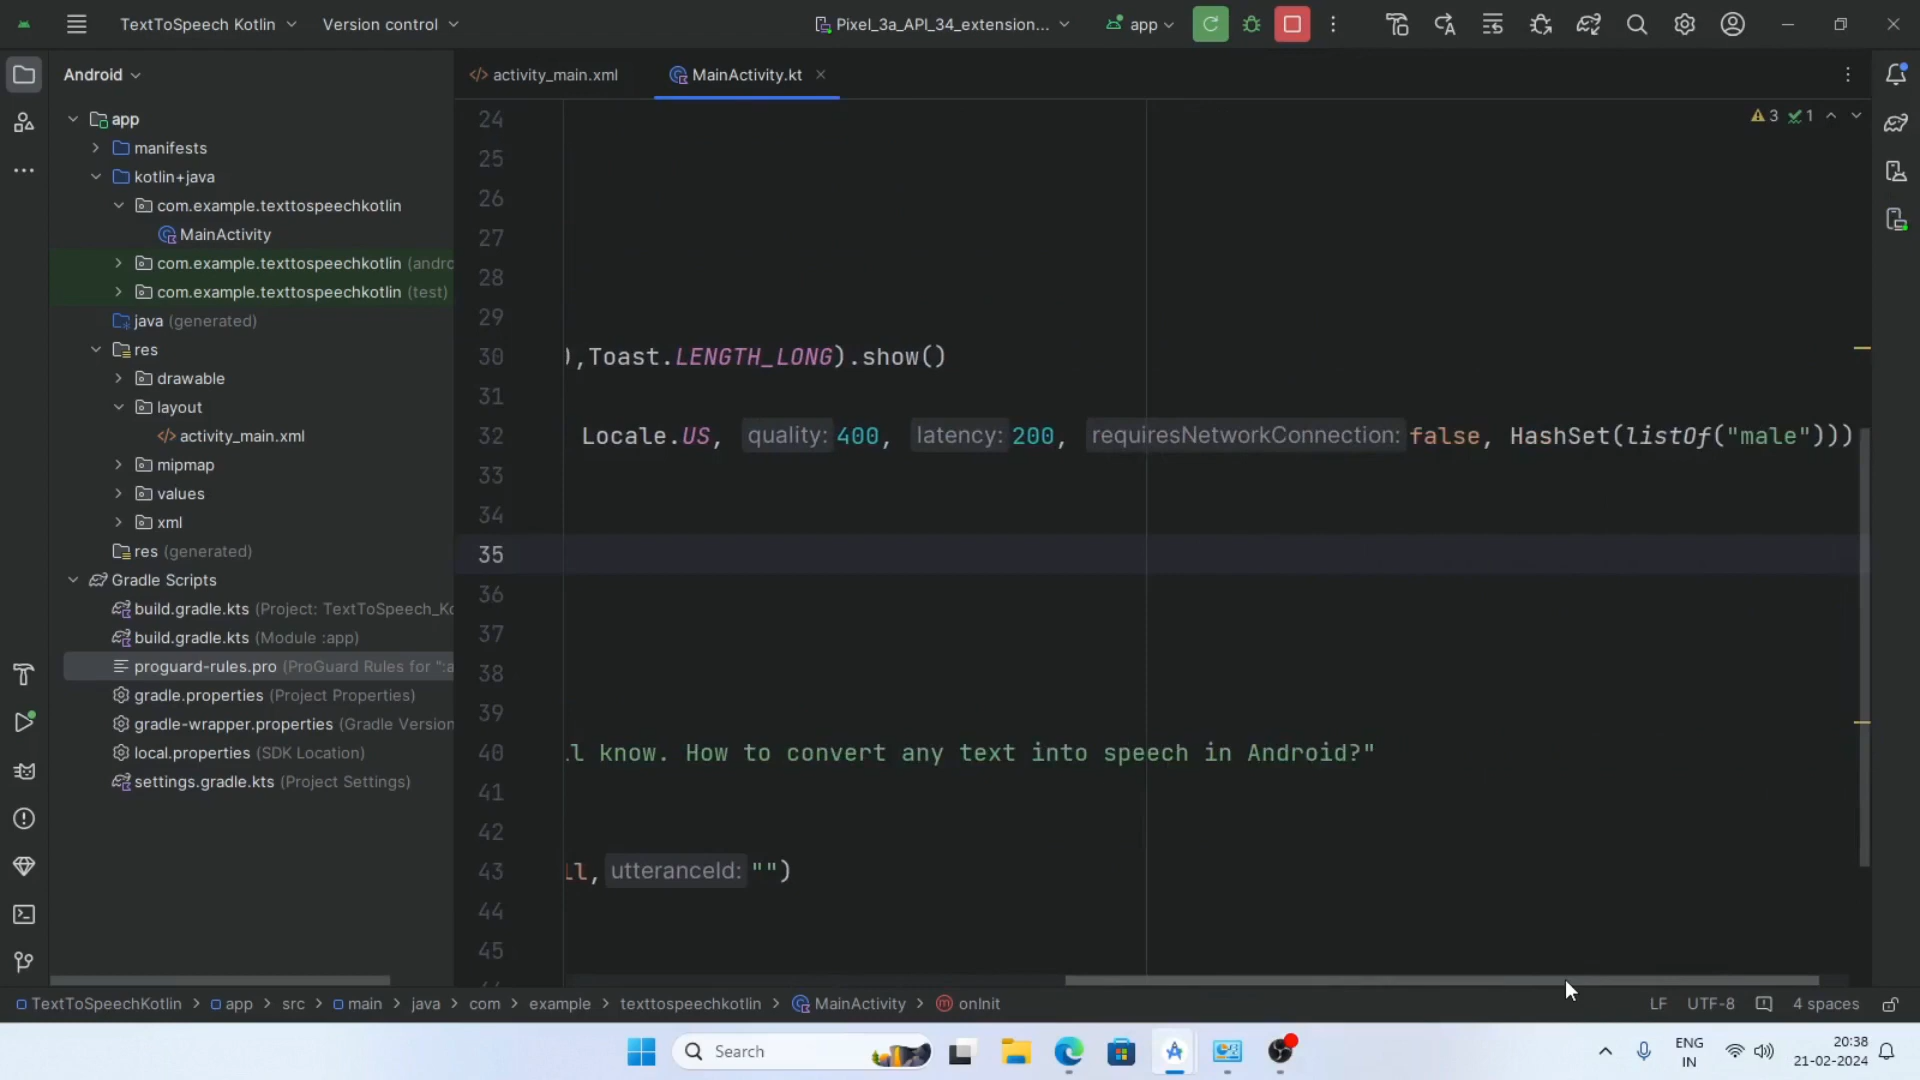 TextToSpeech Kotlin
Version control
Pixel_3a_API_34_extension...
app
Android
activity_main.xml
MainActivity.kt
app
manifests
kotlin+java
com.example.texttospeechkotlin
MainActivity
com.example.texttospeechkotlin (andro
com.example.texttospeechkotlin (test)
java (generated)
res
drawable
layout
activity_main.xml
mipmap
values
xml
res (generated)
Gradle Scripts
build.gradle.kts (Project: TextToSpeech_Ko
build.gradle.kts (Module :app)
proguard-rules.pro (ProGuard Rules for ":a
gradle.properties (Project Properties)
gradle-wrapper.properties (Gradle Version
local.properties (SDK Location)
settings.gradle.kts (Project Settings)
3 1
24
25
26
27
28
29
30 ),Toast.LENGTH_LONG).show()
31
32 Locale.US, quality: 400, latency: 200, requiresNetworkConnection: false, HashSet(listOf("male")))
33
34
35
36
37
38
39
40 ll know. How to convert any text into speech in Android?"
41
42
43 ll, utteranceId: "")
44
45
TextToSpeechKotlin > app > src > main > java > com > example > texttospeechkotlin > MainActivity > onInit
LF UTF-8 4 spaces
Search
ENG
IN
20:38
21-02-2024